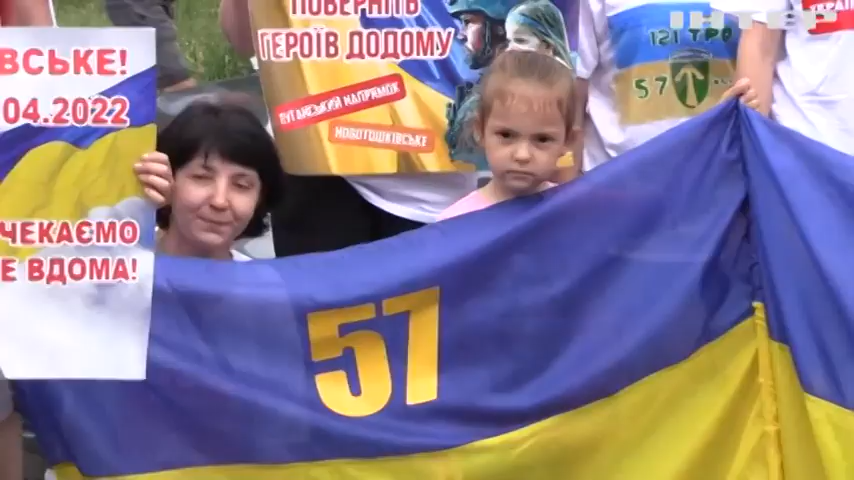 ВСЬКЕ!
04.2022
ЧЕКАЄМО
Е ВДОМА!
ПОВЕРНІТЬ
ГЕРОЇВ ДОДОМУ
ЛУГАНСЬКИЙ НАПРЯМОК
НОВОТОШКІВСЬКЕ
121 ТРО
57
ІНТЕР
57